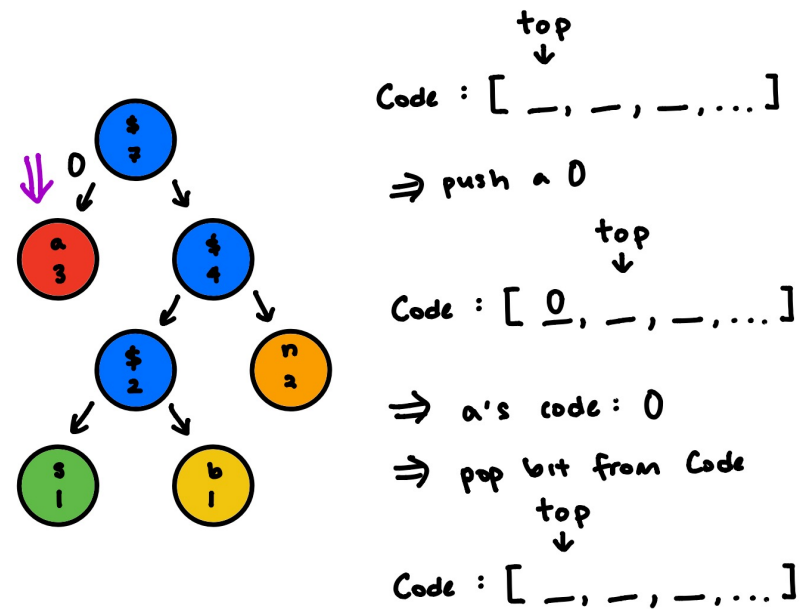 $
7
0
a
3
$
4
$
2
n
2
s
1
b
1
top
Code : [ _, _, _, ... ]
⇒ push a 0
top
Code : [ 0, _, _, ... ]
⇒ a's code: 0
⇒ pop bit from Code
top
Code : [ _, _, _, ... ]